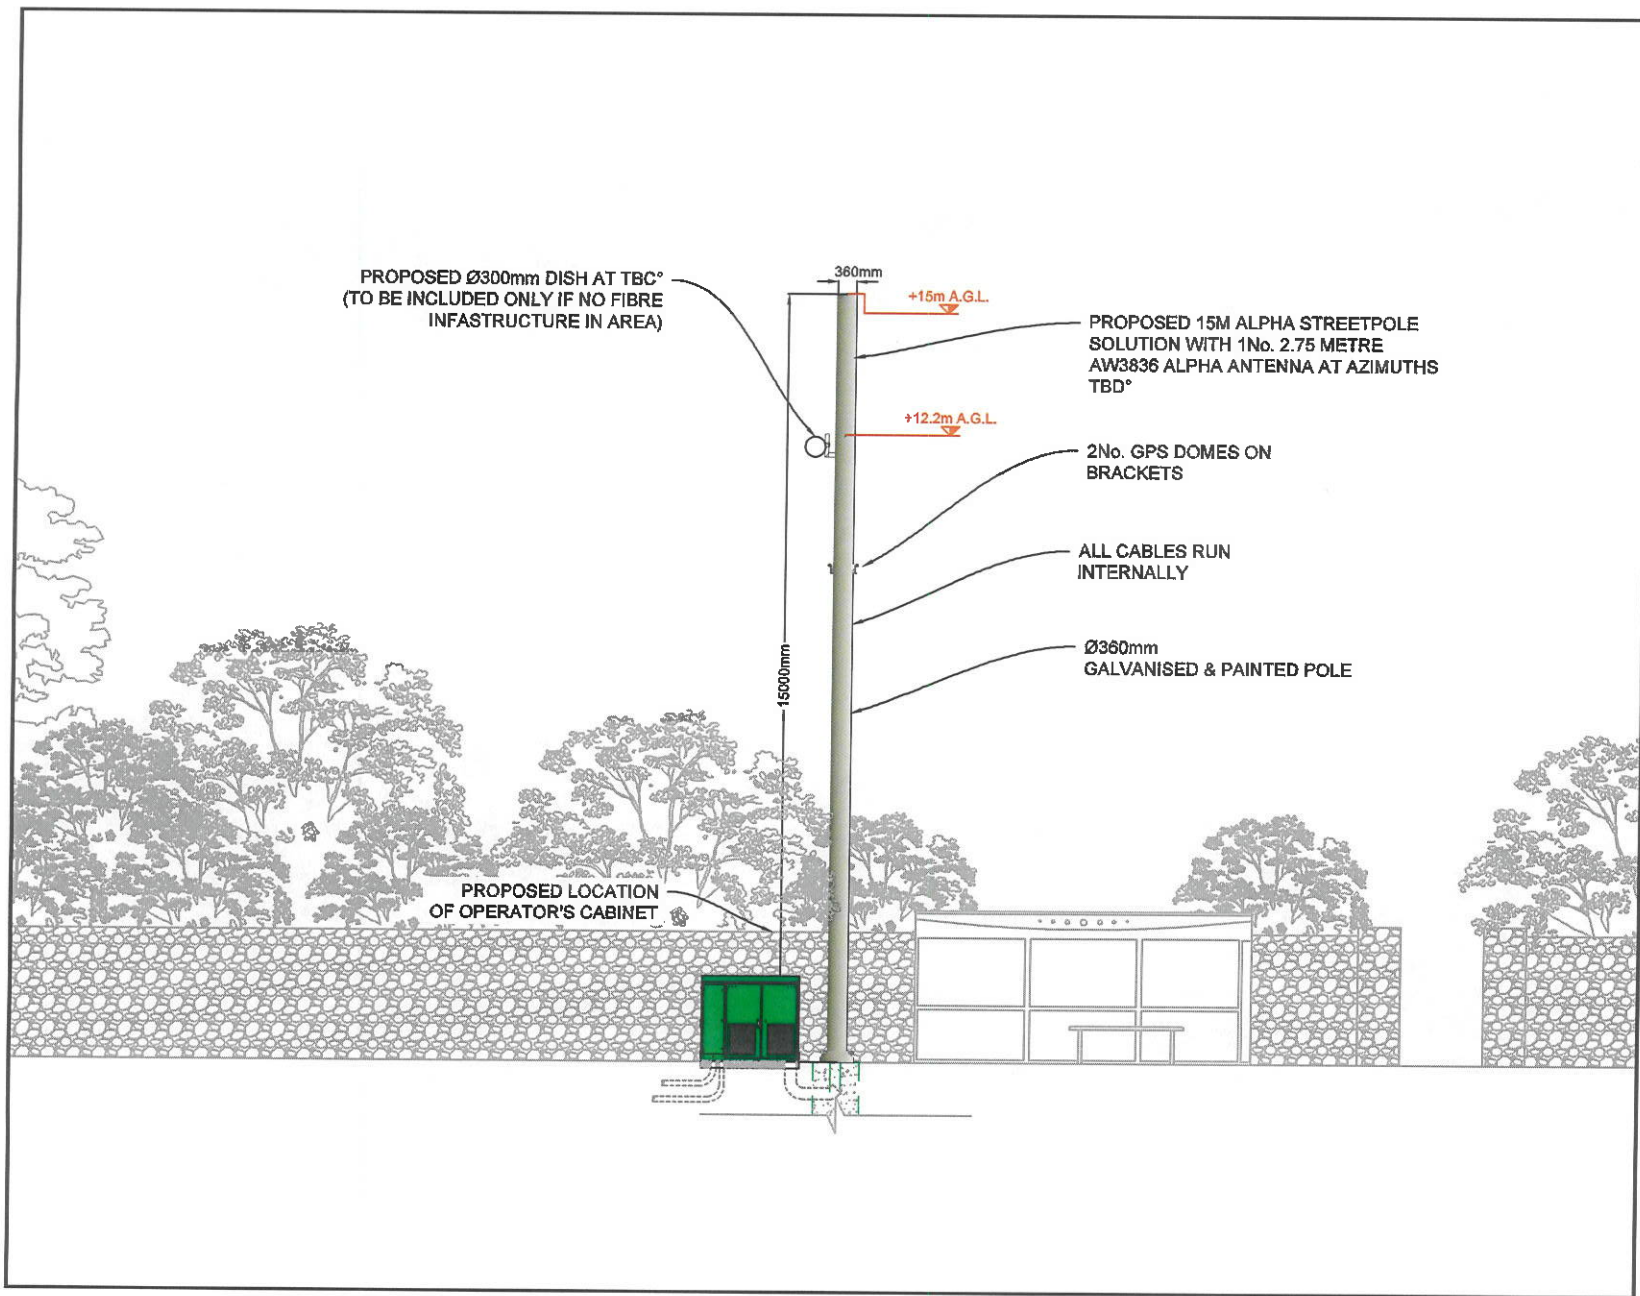 PROPOSED Ø300mm DISH AT TBC°
(TO BE INCLUDED ONLY IF NO FIBRE
INFASTRUCTURE IN AREA)
360mm
+15m A.G.L.
PROPOSED 15M ALPHA STREETPOLE
SOLUTION WITH 1No. 2.75 METRE
AW3836 ALPHA ANTENNA AT AZIMUTHS
TBD°
+12.2m A.G.L.
2No. GPS DOMES ON
BRACKETS
ALL CABLES RUN
INTERNALLY
Ø360mm
GALVANISED & PAINTED POLE
15000mm
PROPOSED LOCATION
OF OPERATOR'S CABINET